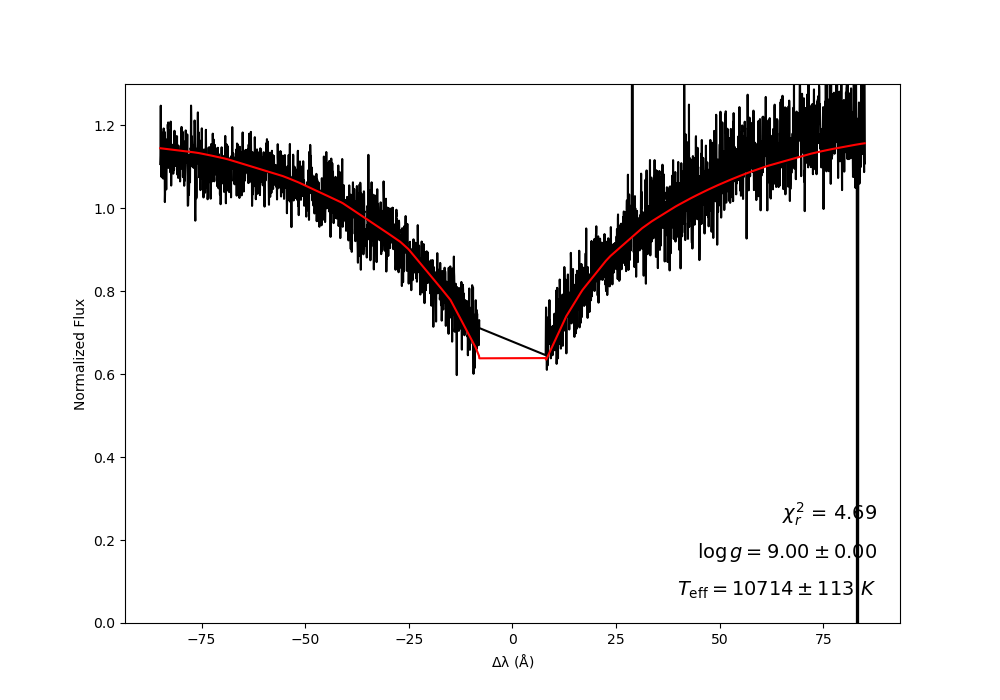 Normalized Flux
1.2
1.0
0.8
0.6
0.4
0.2
0.0
−75
−50
−25
0
25
50
75
Δλ (Å)
χ²ᵣ = 4.69
log g = 9.00 ± 0.00
T_eff = 10714 ± 113 K